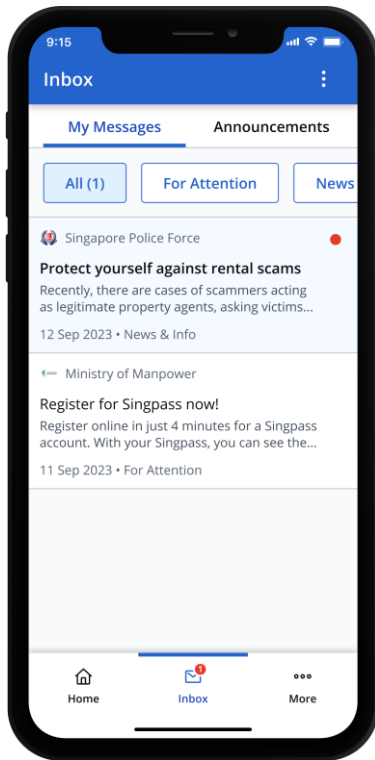 9:15
Inbox
My Messages
Announcements
All (1)
For Attention
News
Singapore Police Force
Protect yourself against rental scams
Recently, there are cases of scammers acting
as legitimate property agents, asking victims...
12 Sep 2023 • News & Info
Ministry of Manpower
Register for Singpass now!
Register online in just 4 minutes for a Singpass
account. With your Singpass, you can see the...
11 Sep 2023 • For Attention
1
Home
Inbox
More